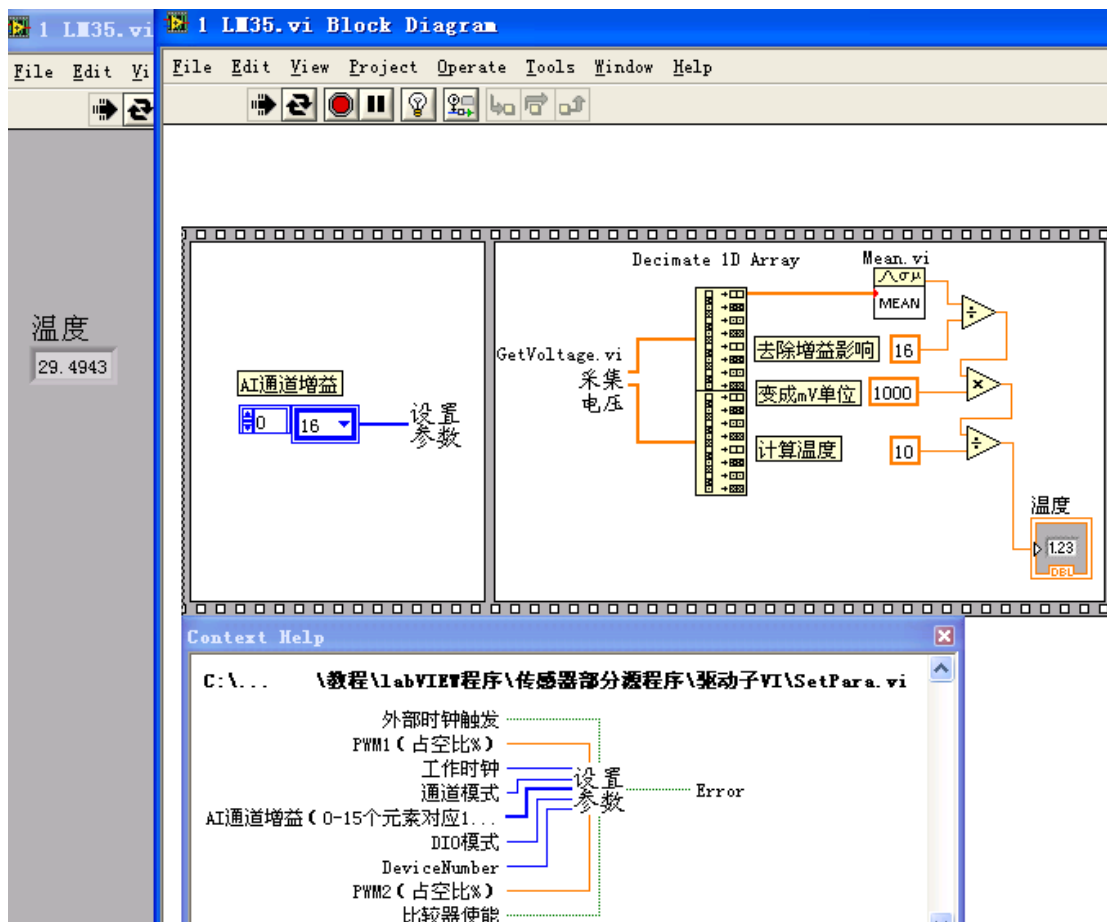 1 LM35.vi
1 LM35.vi Block Diagram
File Edit Vi
File Edit View Project Operate Tools Window Help
温度
29.4943
AI通道增益
0
16
设置
参数
Decimate 1D Array
Mean.vi
MEAN
GetVoltage.vi
采集
电压
去除增益影响
16
变成mV单位
1000
计算温度
10
温度
1.23
DBL
Context Help
C:\... \教程\labVIEW程序\传感器部分源程序\驱动子VI\SetPara.vi
外部时钟触发
PWM1(占空比%)
工作时钟
通道模式
AI通道增益(0-15个元素对应1...
DIO模式
DeviceNumber
PWM2(占空比%)
比较器使能
设置
参数
Error